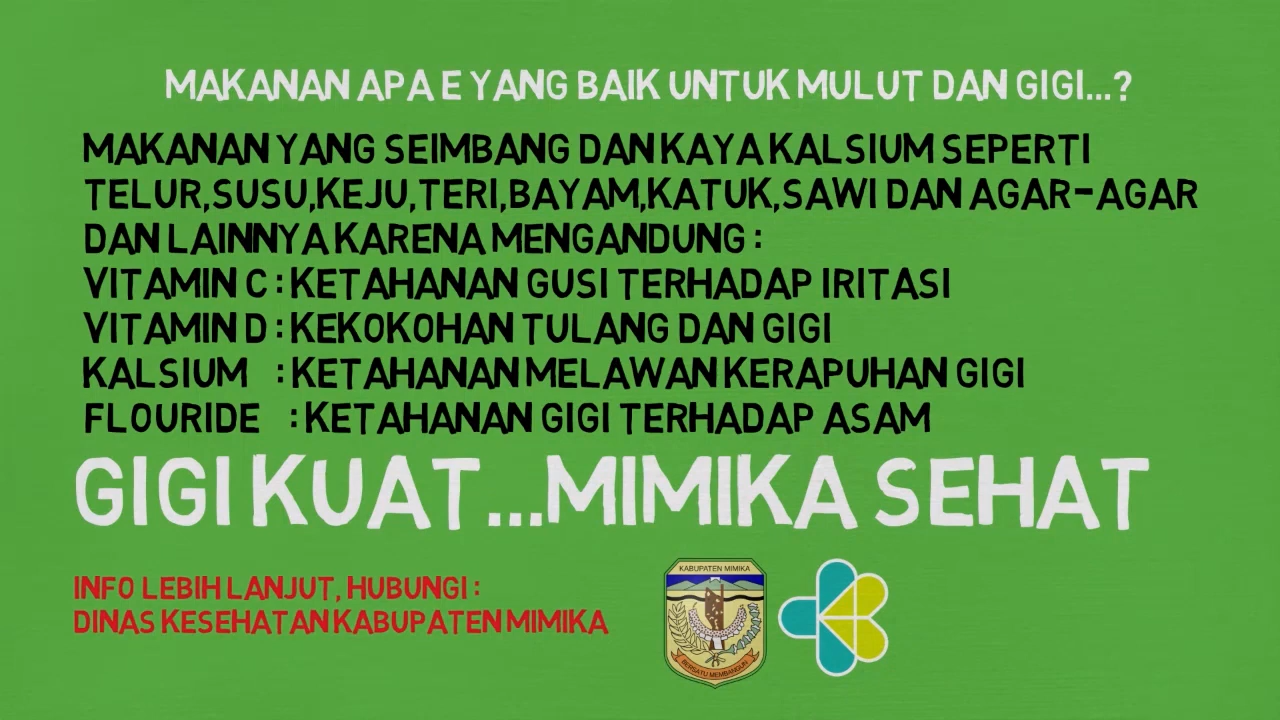 MAKANAN APA E YANG BAIK UNTUK MULUT DAN GIGI...?
MAKANAN YANG SEIMBANG DAN KAYA KALSIUM SEPERTI
TELUR,SUSU,KEJU,TERI,BAYAM,KATUK,SAWI DAN AGAR-AGAR
DAN LAINNYA KARENA MENGANDUNG :
VITAMIN C : KETAHANAN GUSI TERHADAP IRITASI
VITAMIN D : KEKOKOHAN TULANG DAN GIGI
KALSIUM : KETAHANAN MELAWAN KERAPUHAN GIGI
FLOURIDE : KETAHANAN GIGI TERHADAP ASAM
GIGI KUAT...MIMIKA SEHAT
INFO LEBIH LANJUT, HUBUNGI :
DINAS KESEHATAN KABUPATEN MIMIKA
KABUPATEN MIMIKA
BERSATU MEMBANGUN